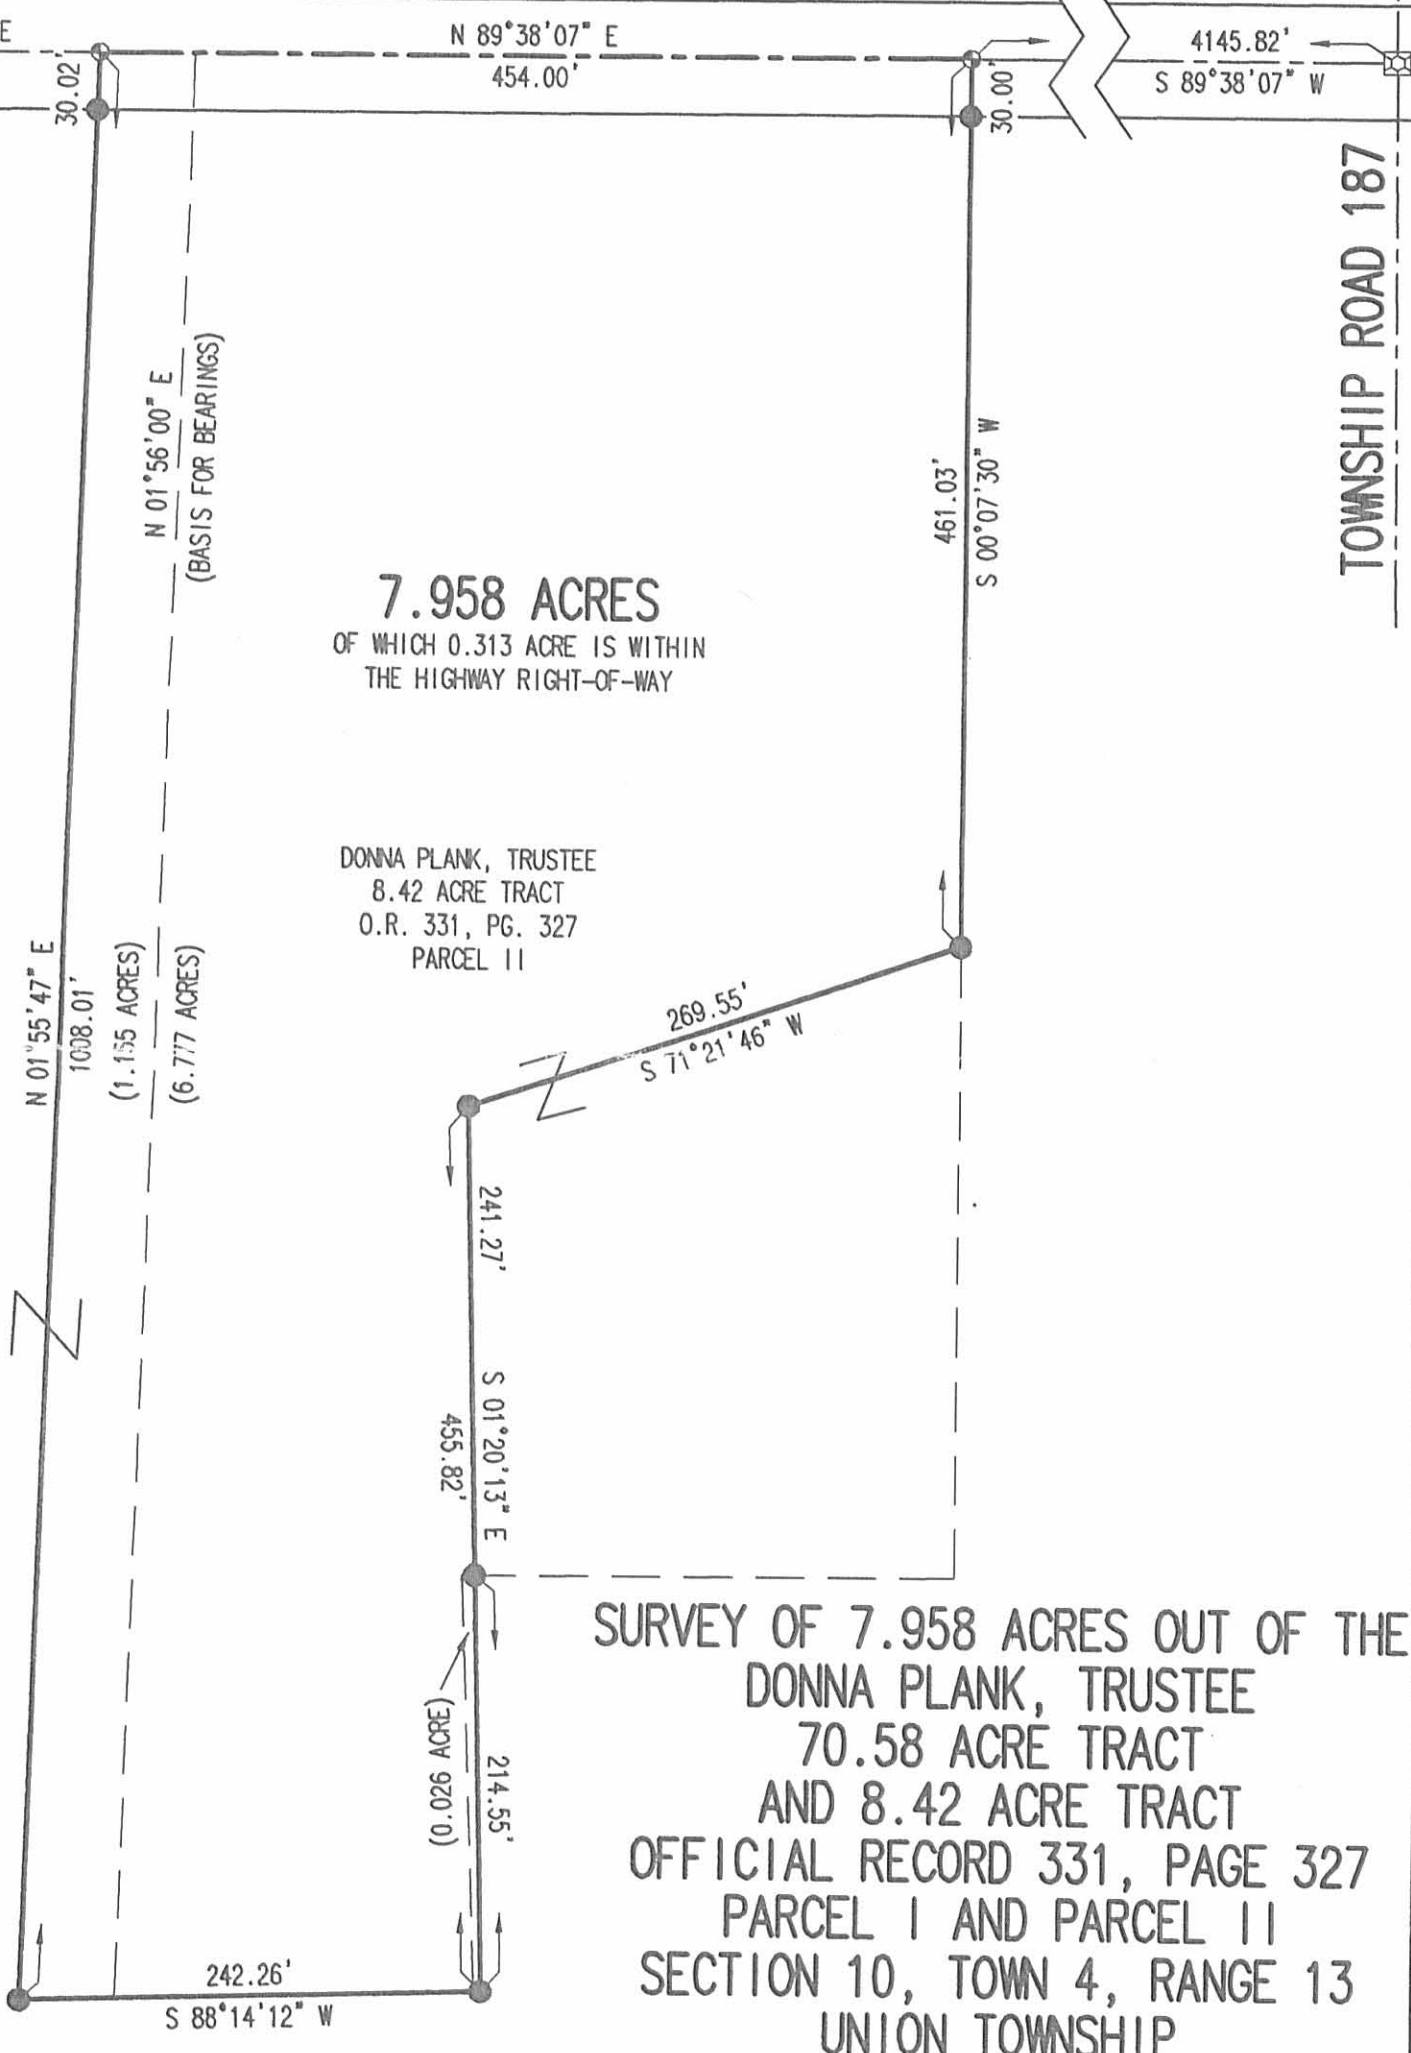 E
N 89°38'07" E
454.00'
4145.82'
S 89°38'07" W
30.02'
30.00'
TOWNSHIP ROAD 187
N 01°56'00" E
(BASIS FOR BEARINGS)
461.03'
S 00°07'30" W
7.958 ACRES
OF WHICH 0.313 ACRE IS WITHIN
THE HIGHWAY RIGHT-OF-WAY
DONNA PLANK, TRUSTEE
8.42 ACRE TRACT
O.R. 331, PG. 327
PARCEL II
N 01°55'47" E
1008.01'
(1.155 ACRES)
(6.777 ACRES)
269.55'
S 71°21'46" W
241.27'
S 01°20'13" E
455.82'
(0.026 ACRE)
214.55'
242.26'
S 88°14'12" W
SURVEY OF 7.958 ACRES OUT OF THE
DONNA PLANK, TRUSTEE
70.58 ACRE TRACT
AND 8.42 ACRE TRACT
OFFICIAL RECORD 331, PAGE 327
PARCEL I AND PARCEL II
SECTION 10, TOWN 4, RANGE 13
UNION TOWNSHIP